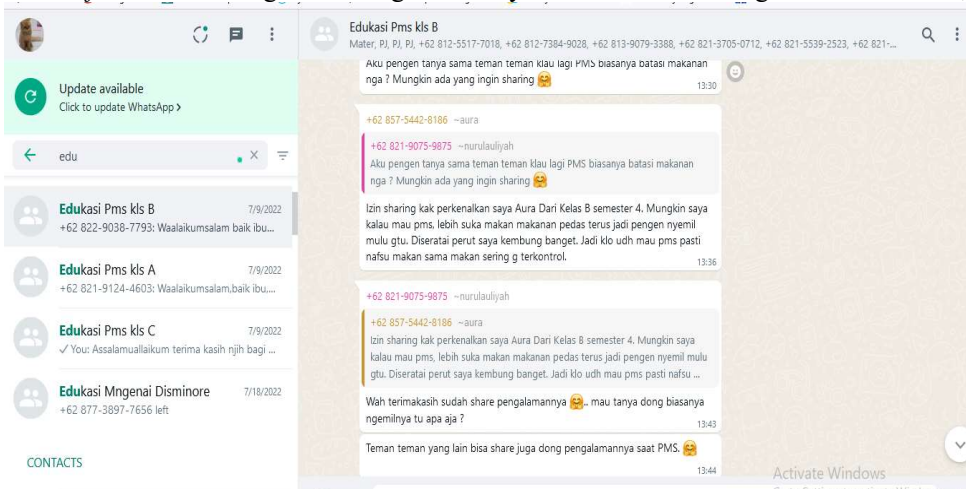 Edukasi Pms kls B
Mater, PJ, PJ, PJ, +62 812-5517-7018, +62 812-7384-9028, +62 813-9079-3388, +62 821-3705-0712, +62 821-5539-2523, +62 821-...
Update available
Click to update WhatsApp >
edu
Edukasi Pms kls B
7/9/2022
+62 822-9038-7793: Waalaikumsalam baik ibu...
Edukasi Pms kls A
7/9/2022
+62 821-9124-4603: Waalaikumsalam,baik ibu,...
Edukasi Pms kls C
7/9/2022
You: Assalamuallaikum terima kasih njih bagi ...
Edukasi Mngenai Disminore
7/18/2022
+62 877-3897-7656 left
CONTACTS
Aku pengen tanya sama teman teman klau lagi PMS biasanya batasi makanan
nga ? Mungkin ada yang ingin sharing 🤗
13:30
+62 857-5442-8186 ~aura
+62 821-9075-9875 ~nurulauliyah
Aku pengen tanya sama teman teman klau lagi PMS biasanya batasi makanan
nga ? Mungkin ada yang ingin sharing 🤗
Izin sharing kak perkenalkan saya Aura Dari Kelas B semester 4. Mungkin saya
kalau mau pms, lebih suka makan makanan pedas terus jadi pengen nyemil
mulu gtu. Diseratai perut saya kembung banget. Jadi klo udh mau pms pasti
nafsu makan sama makan sering g terkontrol.
13:36
+62 821-9075-9875 ~nurulauliyah
+62 857-5442-8186 ~aura
Izin sharing kak perkenalkan saya Aura Dari Kelas B semester 4. Mungkin saya
kalau mau pms, lebih suka makan makanan pedas terus jadi pengen nyemil mulu
gtu. Diseratai perut saya kembung banget. Jadi klo udh mau pms pasti nafsu ...
Wah terimakasih sudah share pengalamannya 🤗.. mau tanya dong biasanya
ngemilnya tu apa aja ?
13:43
Teman teman yang lain bisa share juga dong pengalamannya saat PMS. 🤗
13:44
Activate Windows